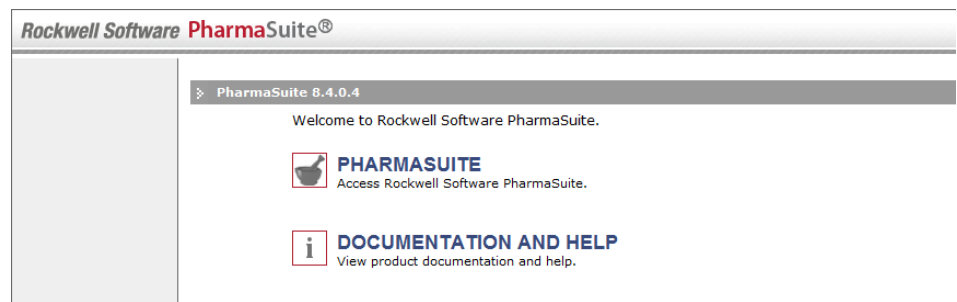 Rockwell Software PharmaSuite®
PharmaSuite 8.4.0.4
Welcome to Rockwell Software PharmaSuite.
PHARMASUITE
Access Rockwell Software PharmaSuite.
i
DOCUMENTATION AND HELP
View product documentation and help.